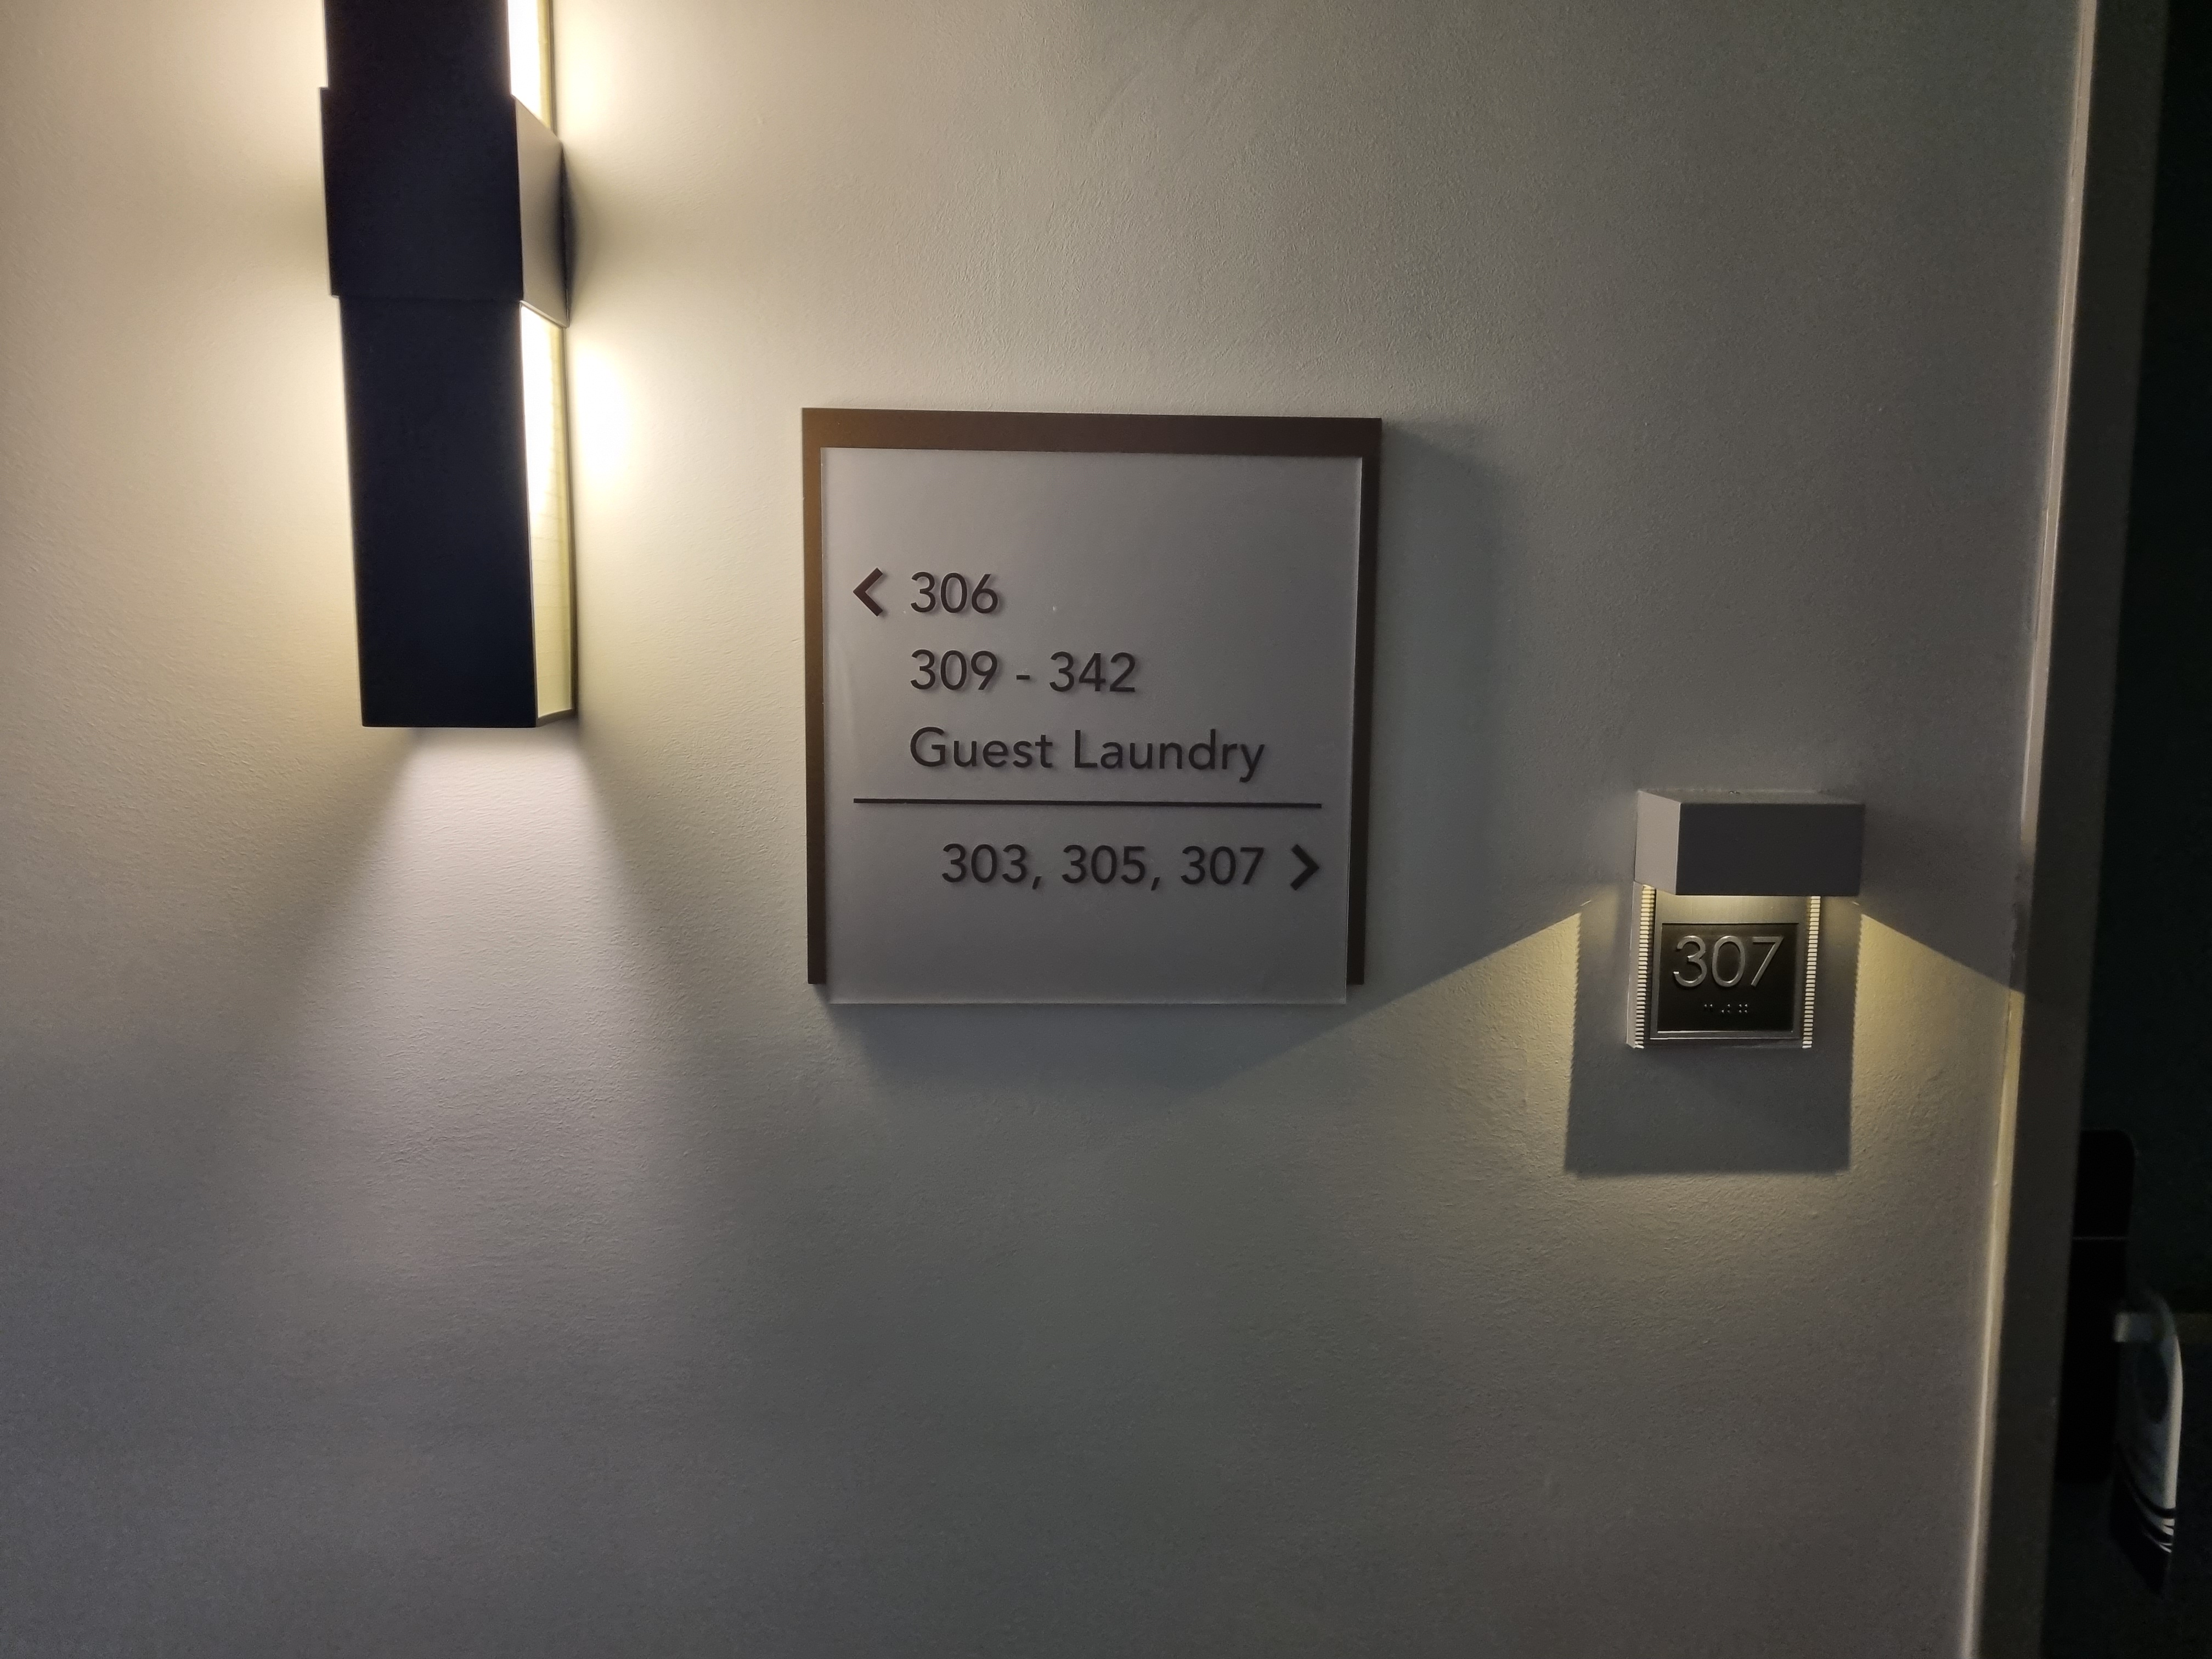 < 306
309 - 342
Guest Laundry
303, 305, 307 >
307